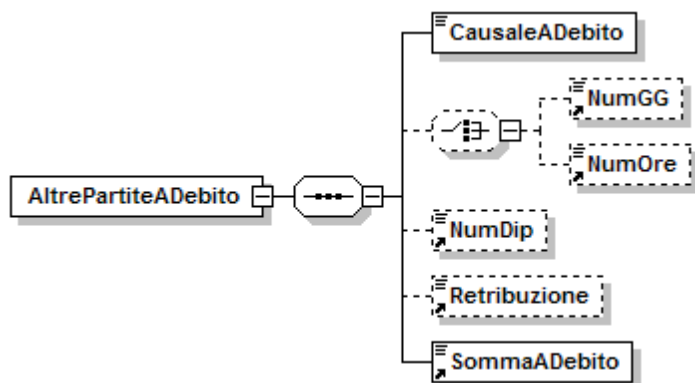 CausaleADebito
NumGG
NumOre
AltrePartiteADebito
NumDip
Retribuzione
SommaADebito